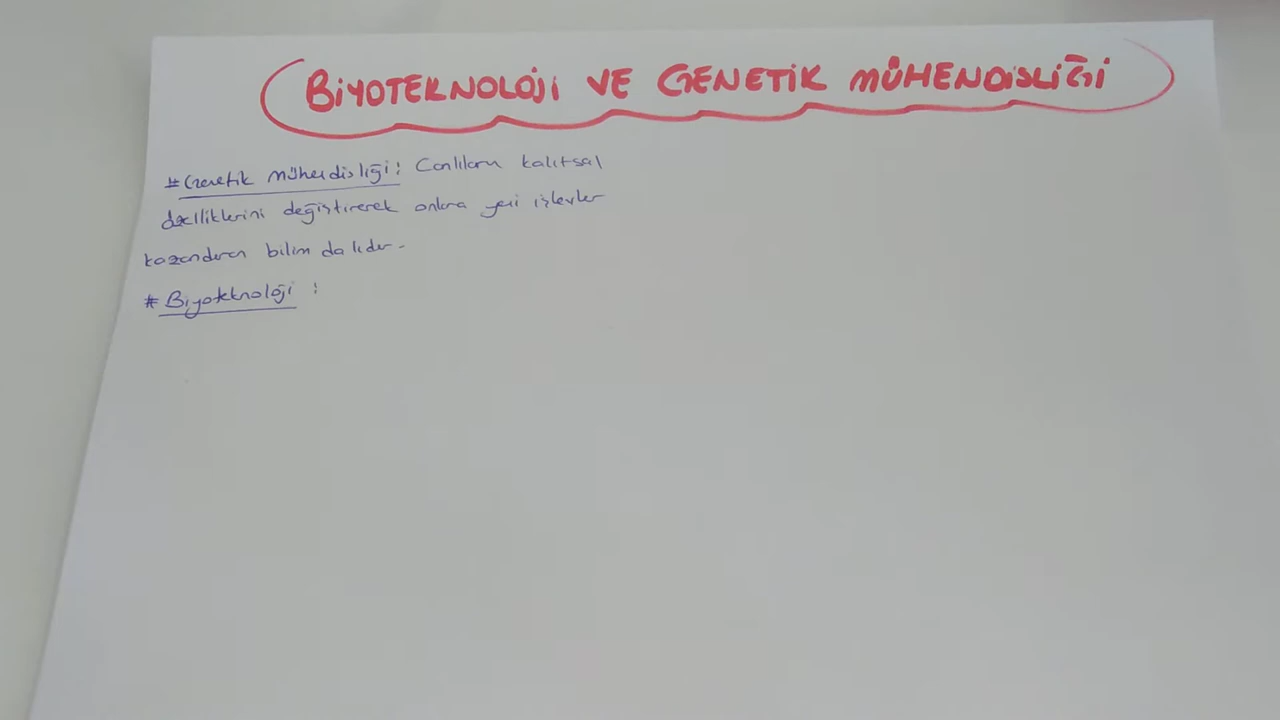 BİYOTEKNOLOJİ VE GENETİK MÜHENDİSLİĞİ
# Genetik mühendisliği: Canlıların kalıtsal
özelliklerini değiştirerek onlara yeni işlevler
kazandıran bilim dalıdır.
# Biyoteknoloji :